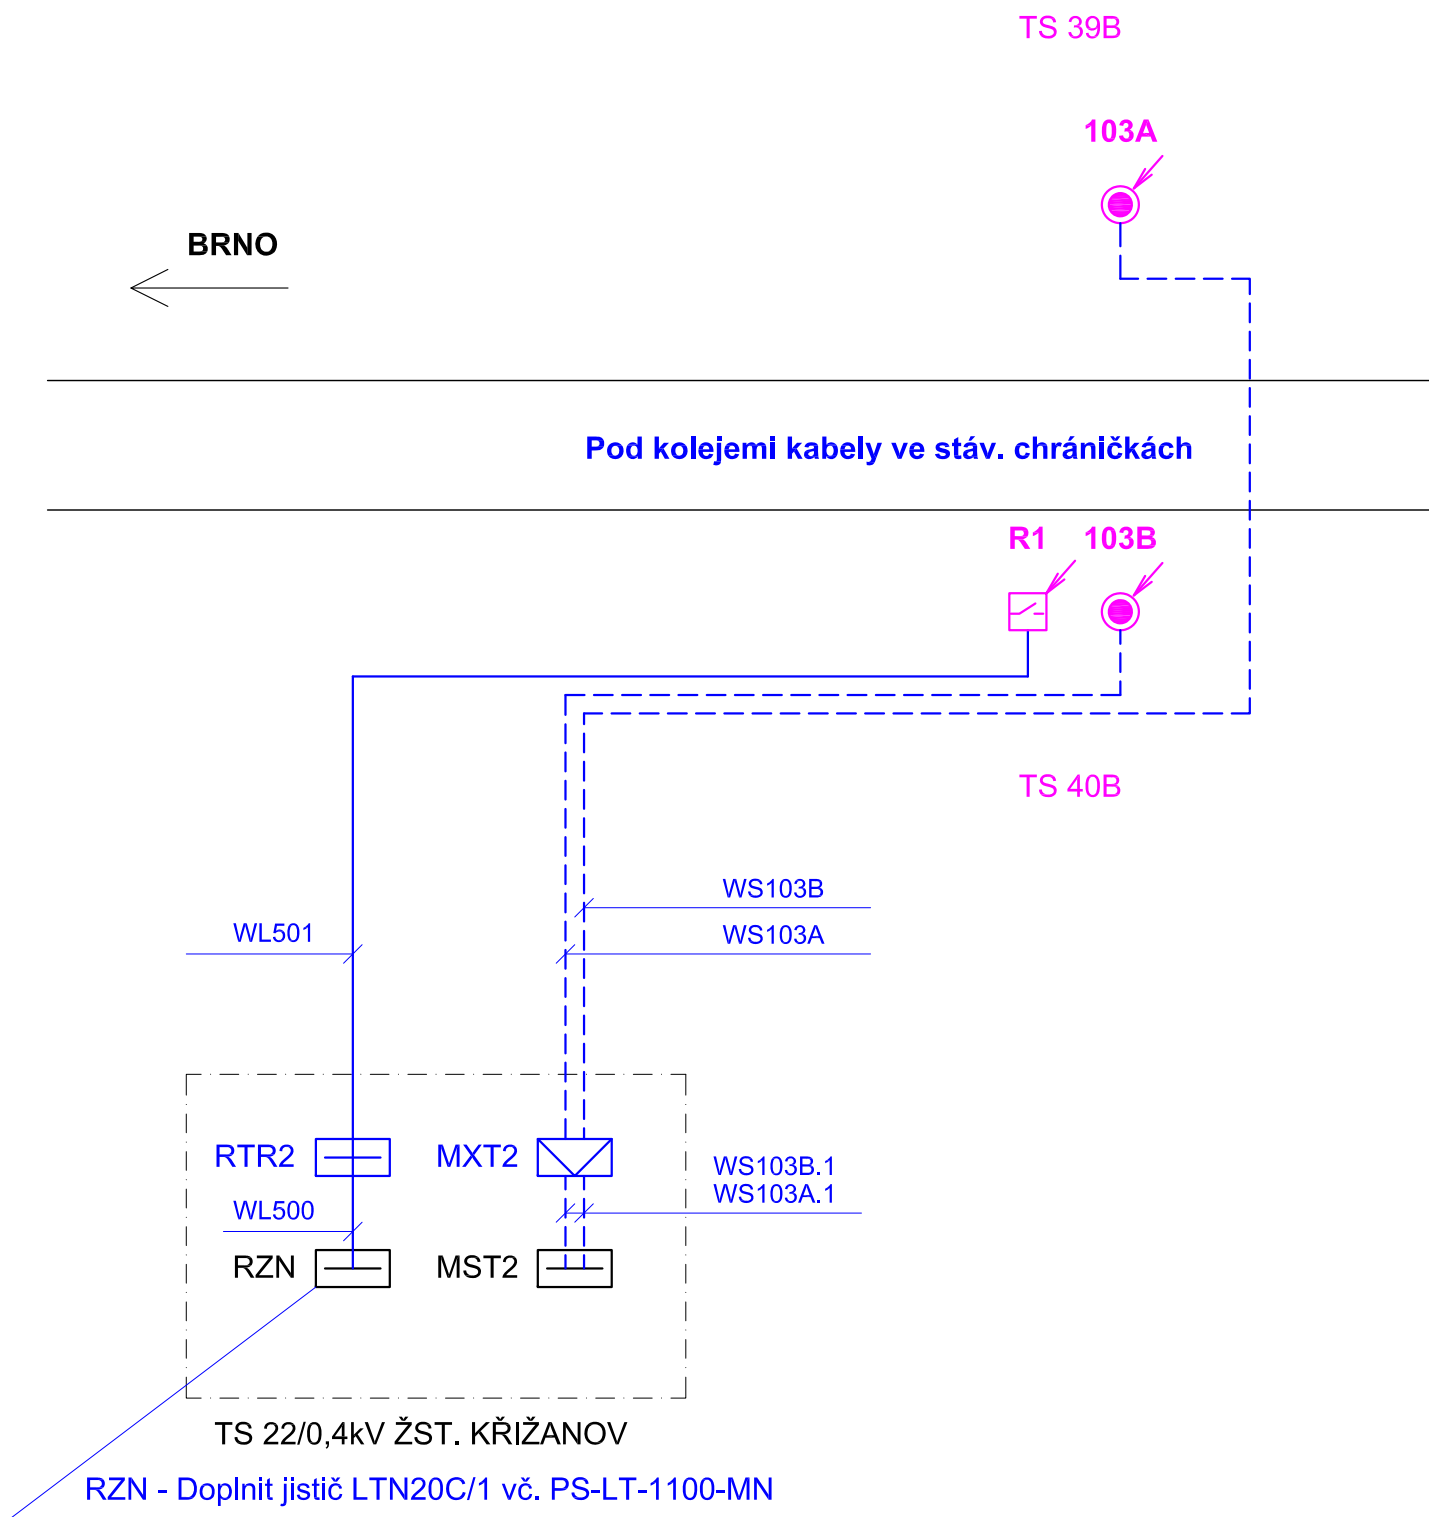 TS 39B
103A
BRNO
Pod kolejemi kabely ve stáv. chráničkách
R1
103B
TS 40B
WS103B
WL501
WS103A
RTR2
MXT2
WS103B.1
WS103A.1
WL500
RZN
MST2
TS 22/0,4kV ŽST. KŘIŽANOV
RZN - Doplnit jistič LTN20C/1 vč. PS-LT-1100-MN